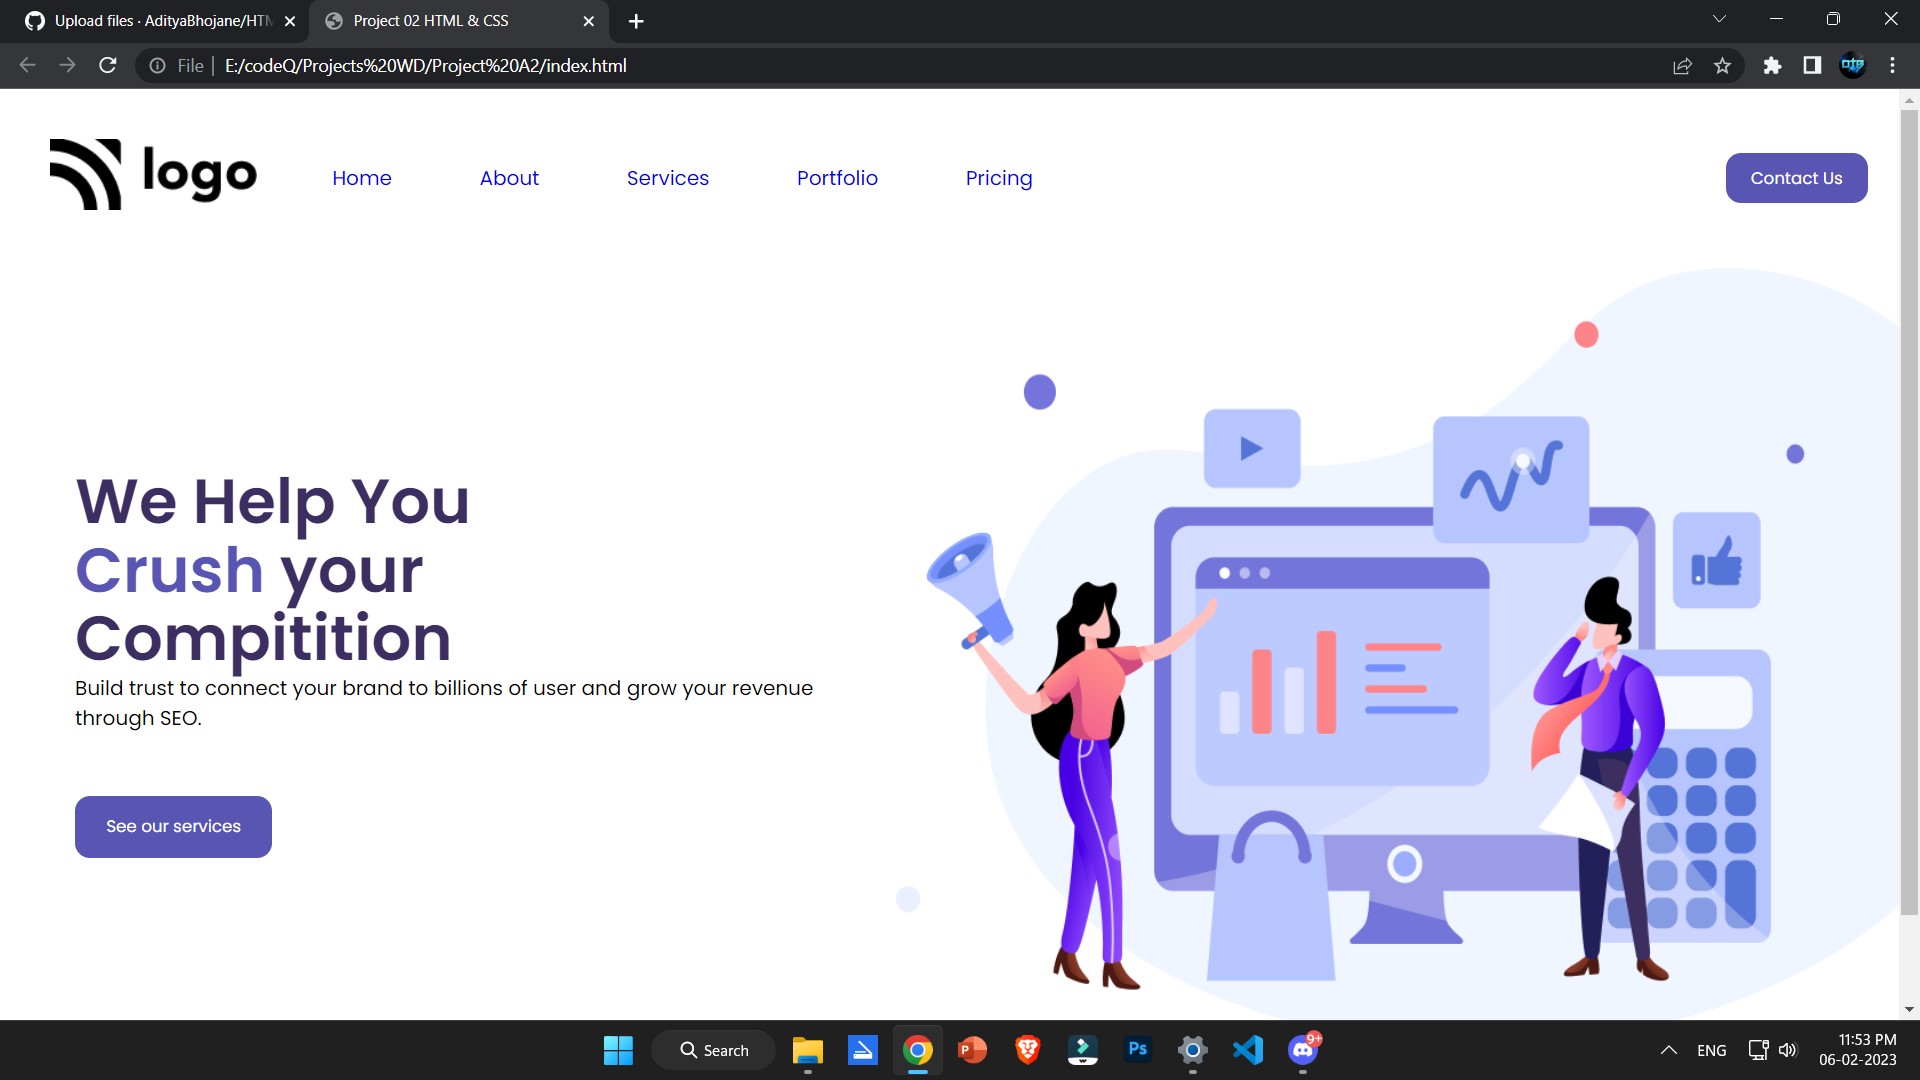 Upload files · AdityaBhojane/HTM
Project 02 HTML & CSS
File | E:/codeQ/Projects%20WD/Project%20A2/index.html
logo
Home
About
Services
Portfolio
Pricing
Contact Us
We Help You
Crush your
Compitition
Build trust to connect your brand to billions of user and grow your revenue
through SEO.
See our services
Search
P
Ps
9+
ENG
11:53 PM
06-02-2023